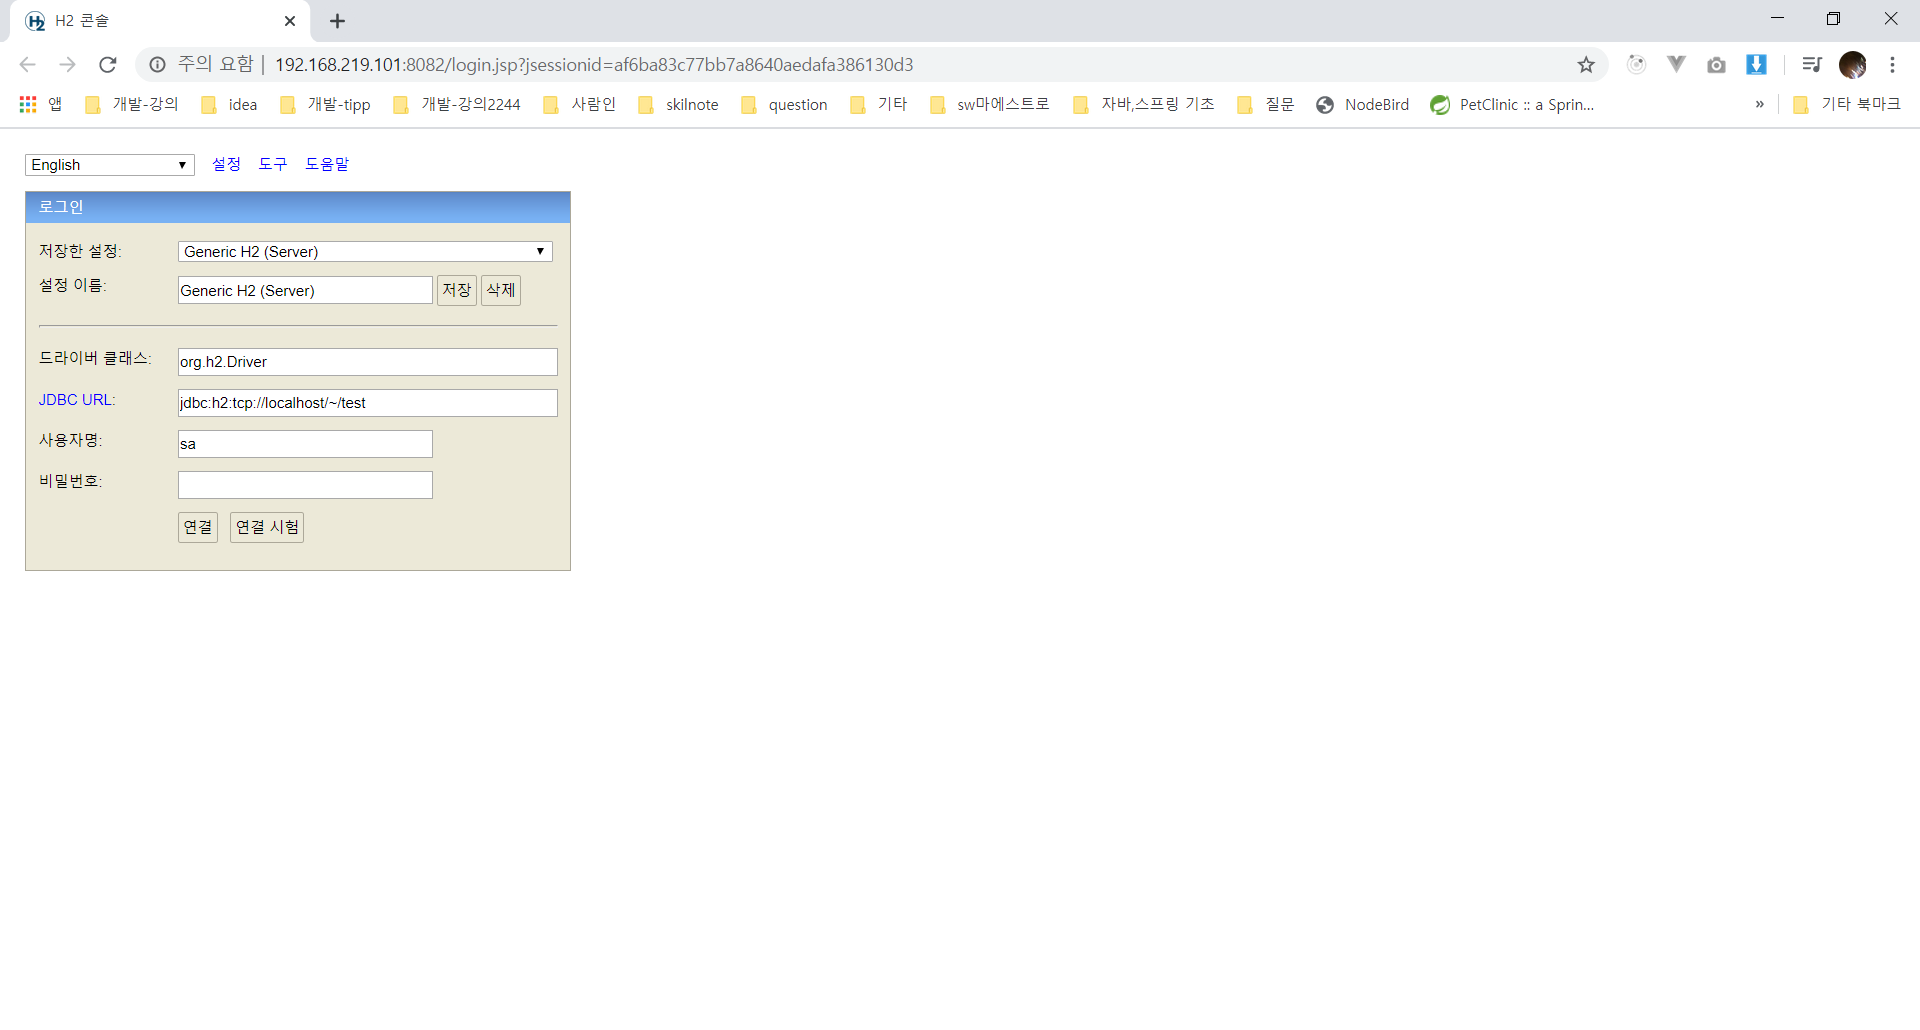 H2 콘솔
주의 요함 | 192.168.219.101:8082/login.jsp?jsessionid=af6ba83c77bb7a8640aedafa386130d3
앱 개발-강의 idea 개발-tipp 개발-강의2244 사람인 skilnote question 기타 sw마에스트로 자바,스프링 기초 질문 NodeBird PetClinic :: a Sprin... » 기타 북마크
English 설정 도구 도움말
로그인
저장한 설정: Generic H2 (Server)
설정 이름: Generic H2 (Server) 저장 삭제
드라이버 클래스: org.h2.Driver
JDBC URL: jdbc:h2:tcp://localhost/~/test
사용자명: sa
비밀번호:
연결 연결 시험